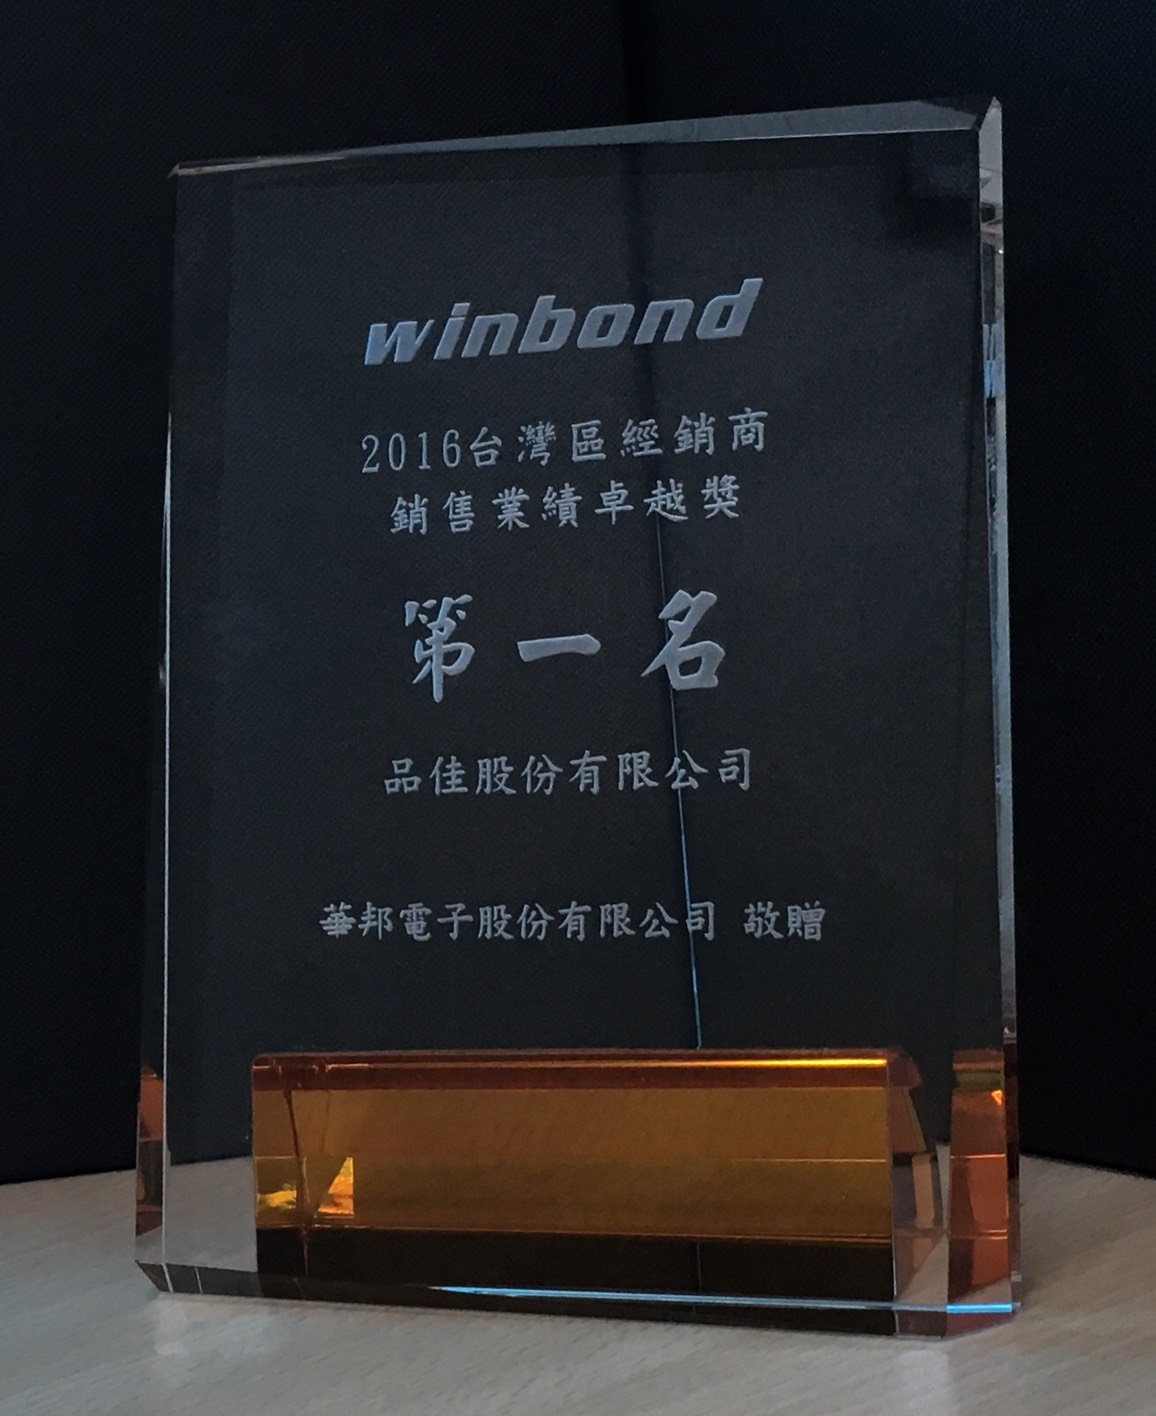 winbond
2016台灣區經銷商
銷售業績卓越獎
第一名
品佳股份有限公司
華邦電子股份有限公司 敬贈